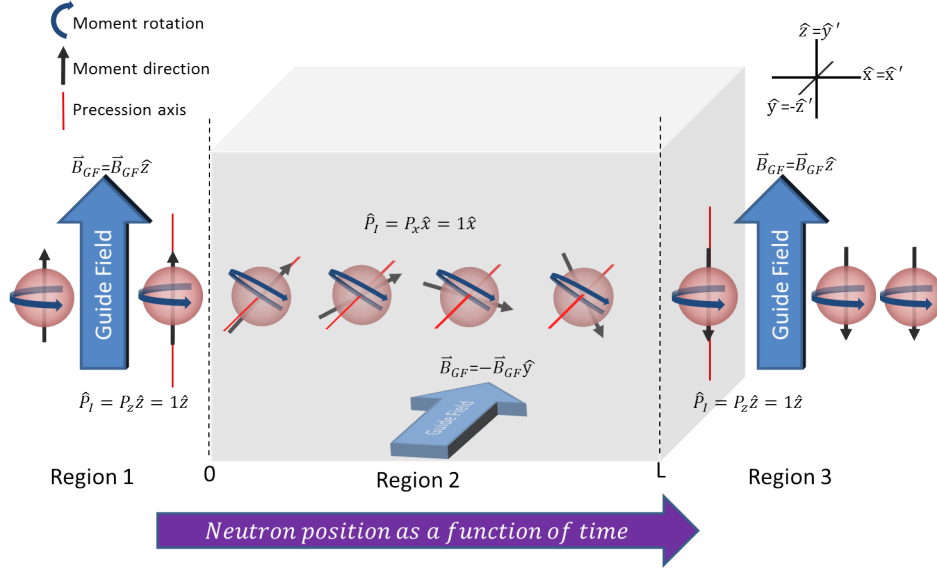 Moment rotation
Moment direction
Precession axis
ẑ=ŷ′
x̂=x̂′
ŷ=-ẑ′
B⃗_GF=B⃗_GF ẑ
B⃗_GF=B⃗_GF ẑ
P̂_I = P_x x̂ = 1x̂
Guide Field
Guide Field
B⃗_GF=−B⃗_GF ŷ
Guide Field
P̂_I = P_z ẑ = 1ẑ
P̂_I = P_z ẑ = 1ẑ
Region 1
0
Region 2
L
Region 3
Neutron position as a function of time